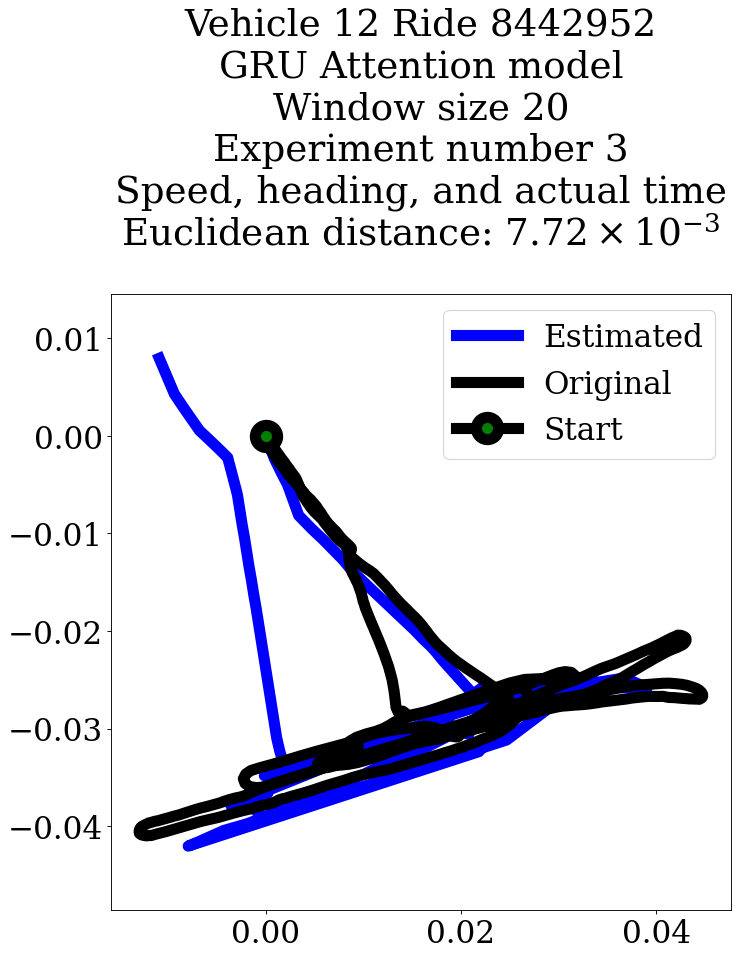 Vehicle 12 Ride 8442952
GRU Attention model
Window size 20
Experiment number 3
Speed, heading, and actual time
Euclidean distance: 7.72 × 10⁻³
Estimated
Original
Start
0.01
0.00
−0.01
−0.02
−0.03
−0.04
0.00 0.02 0.04